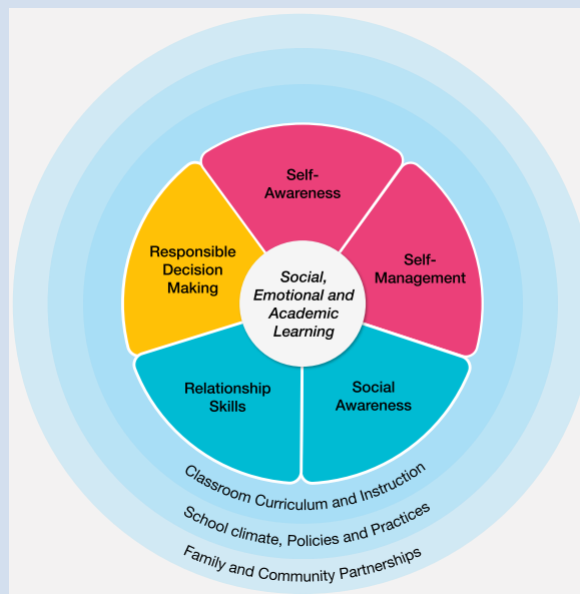 Self-
Awareness
Self-
Management
Responsible
Decision
Making
Social,
Emotional and
Academic
Learning
Relationship
Skills
Social
Awareness
Classroom Curriculum and Instruction
School climate, Policies and Practices
Family and Community Partnerships